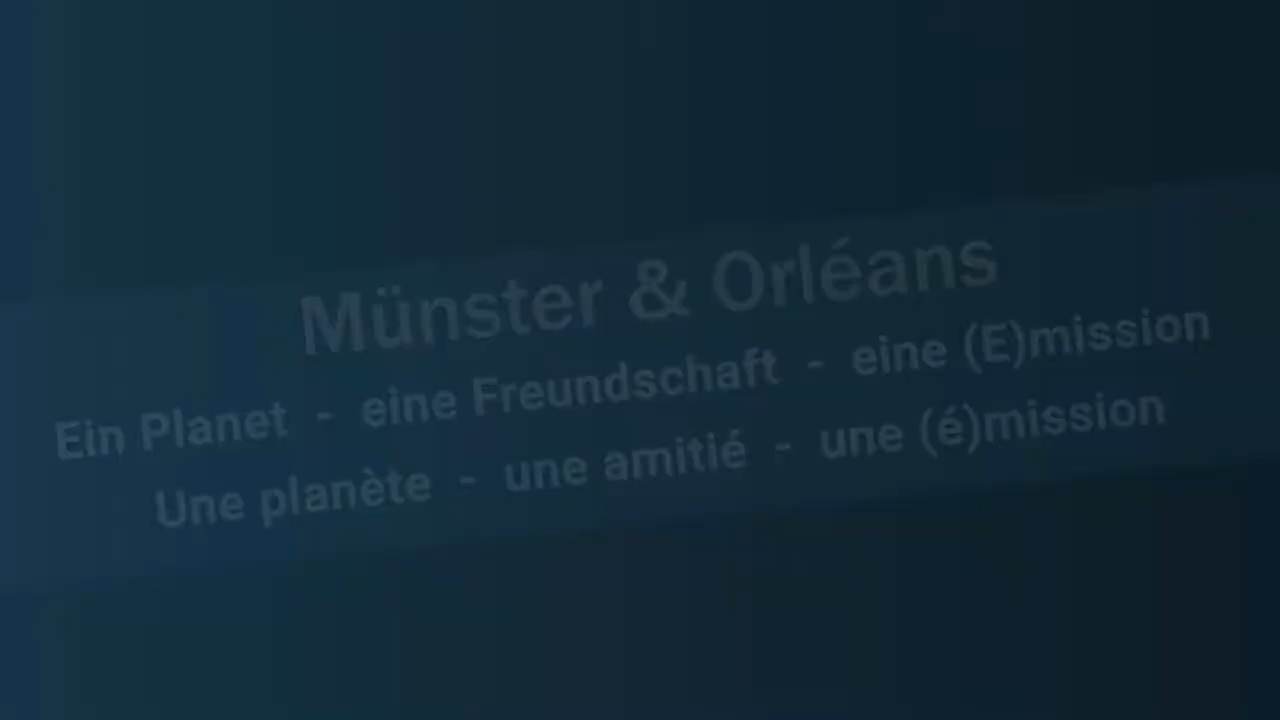 Münster & Orléans
Ein Planet - eine Freundschaft - eine (E)mission
Une planète - une amitié - une (é)mission